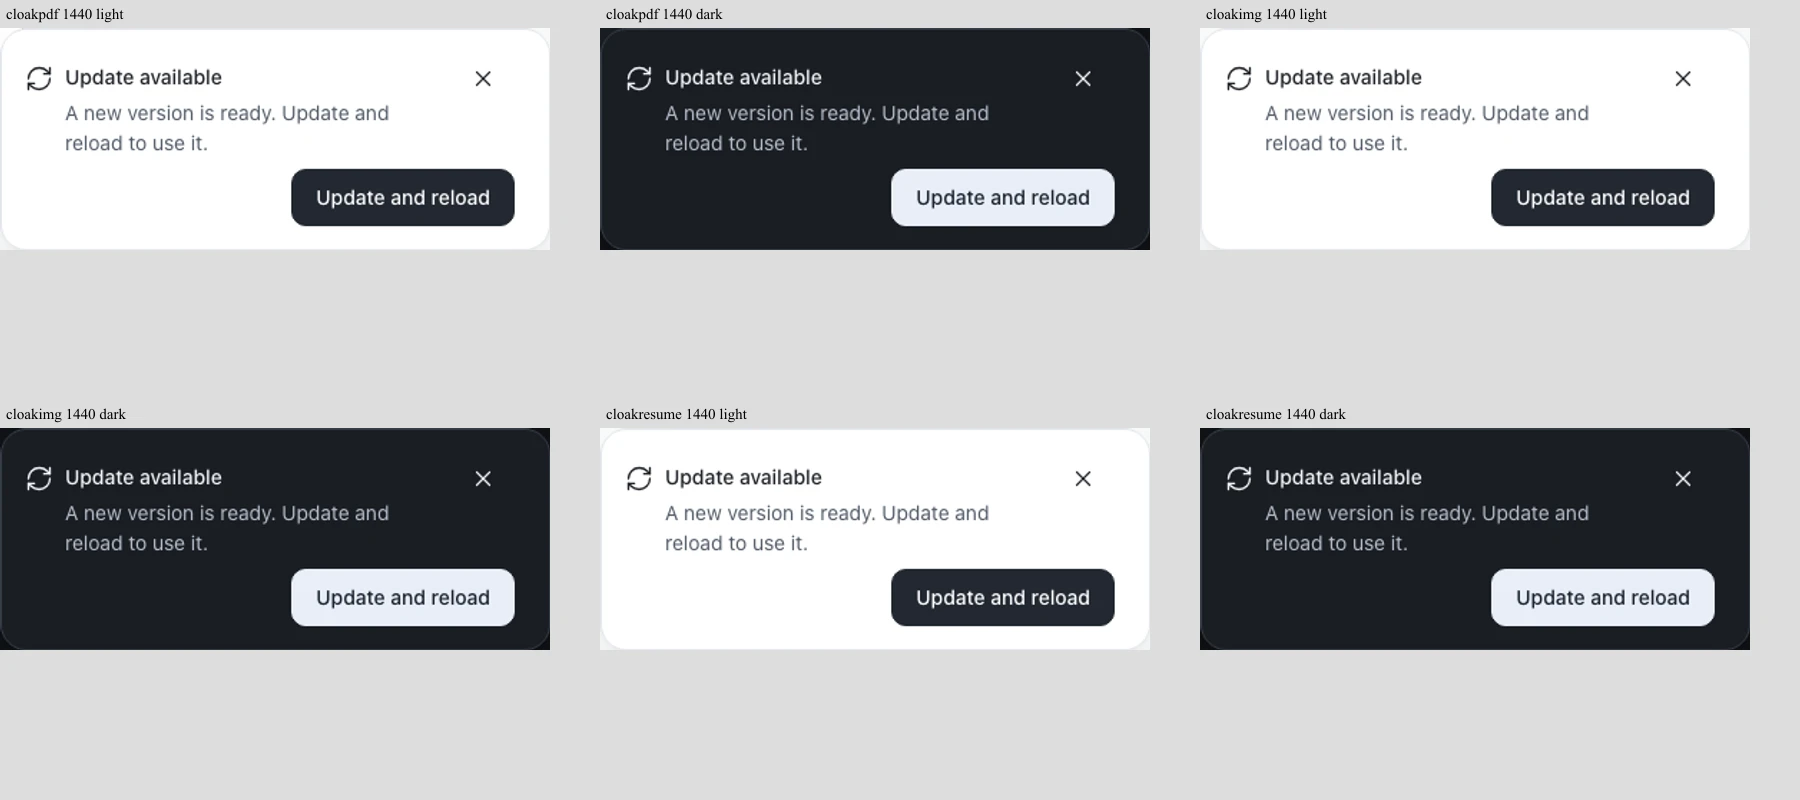 cloakpdf 1440 light
Update available
A new version is ready. Update and
reload to use it.
Update and reload
cloakpdf 1440 dark
Update available
A new version is ready. Update and
reload to use it.
Update and reload
cloakimg 1440 light
Update available
A new version is ready. Update and
reload to use it.
Update and reload
cloakimg 1440 dark
Update available
A new version is ready. Update and
reload to use it.
Update and reload
cloakresume 1440 light
Update available
A new version is ready. Update and
reload to use it.
Update and reload
cloakresume 1440 dark
Update available
A new version is ready. Update and
reload to use it.
Update and reload